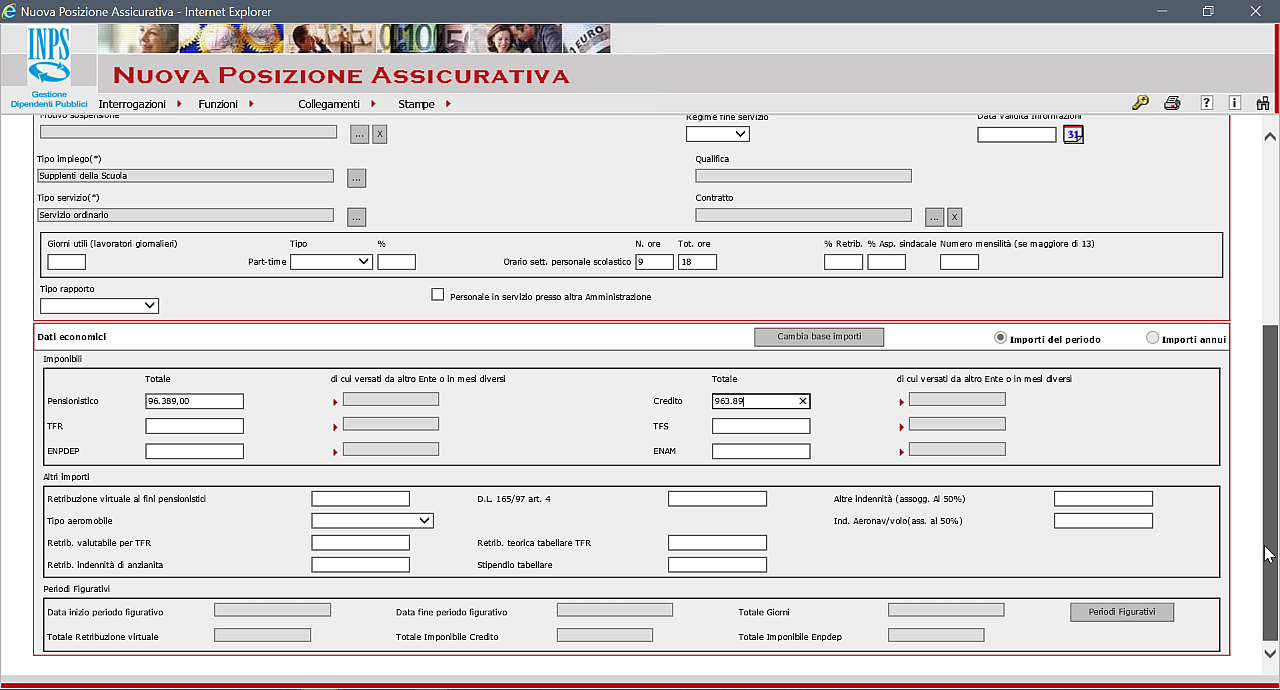 Nuova Posizione Assicurativa - Internet Explorer
INPS
Gestione
Dipendenti Pubblici
NUOVA POSIZIONE ASSICURATIVA
Interrogazioni Funzioni Collegamenti Stampe
? i
Motivo sospensione Regime fine servizio Data validità informazioni
... x 31
Tipo impiego(*) Qualifica
Supplenti della Scuola ...
Tipo servizio(*) Contratto
Servizio ordinario ... ... x
Giorni utili (lavoratori giornalieri) Tipo % N. ore Tot. ore % Retrib. % Asp. sindacale Numero mensilità (se maggiore di 13)
Part-time Orario sett. personale scolastico 9 18
Tipo rapporto
Personale in servizio presso altra Amministrazione
Dati economici Cambia base importi Importi del periodo Importi annui
Imponibili
Totale di cui versati da altro Ente o in mesi diversi Totale di cui versati da altro Ente o in mesi diversi
Pensionistico 96.389,00 Credito 963.89
TFR TFS
ENPDEP ENAM
Altri importi
Retribuzione virtuale ai fini pensionistici D.L. 165/97 art. 4 Altre indennità (assogg. Al 50%)
Tipo aeromobile Ind. Aeronav/volo(ass. al 50%)
Retrib. valutabile per TFR Retrib. teorica tabellare TFR
Retrib. indennità di anzianita Stipendio tabellare
Periodi Figurativi
Data inizio periodo figurativo Data fine periodo figurativo Totale Giorni Periodi Figurativi
Totale Retribuzione virtuale Totale Imponibile Credito Totale Imponibile Enpdep